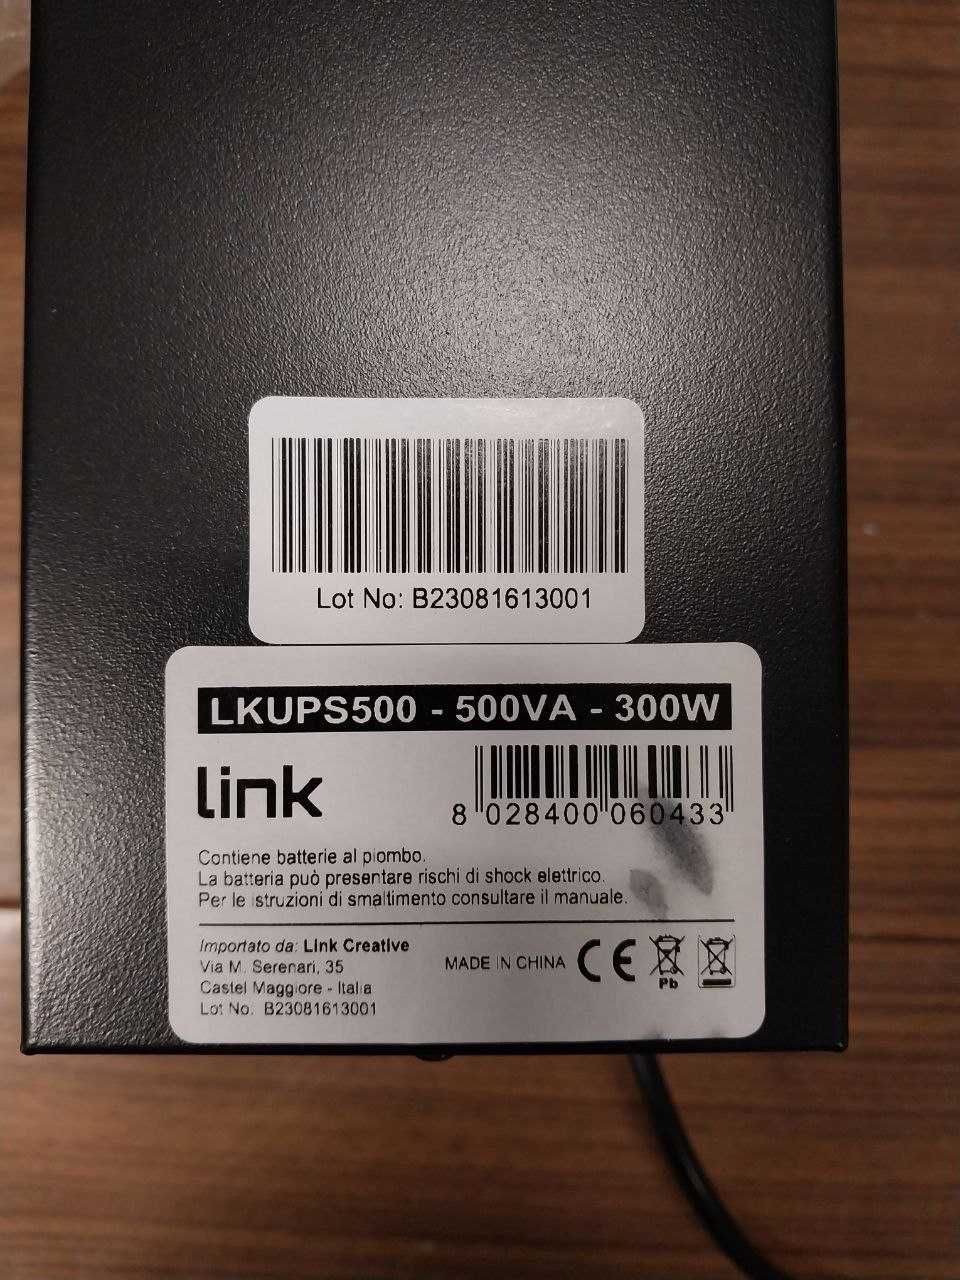 Lot No: B23081613001
LKUPS500 - 500VA - 300W
link
8 028400 060433
Contiene batterie al piombo.
La batteria può presentare rischi di shock elettrico.
Per le istruzioni di smaltimento consultare il manuale.
Importato da: Link Creative
Via M. Serenari, 35
Castel Maggiore - Italia
Lot No. B23081613001
MADE IN CHINA CE
Pb